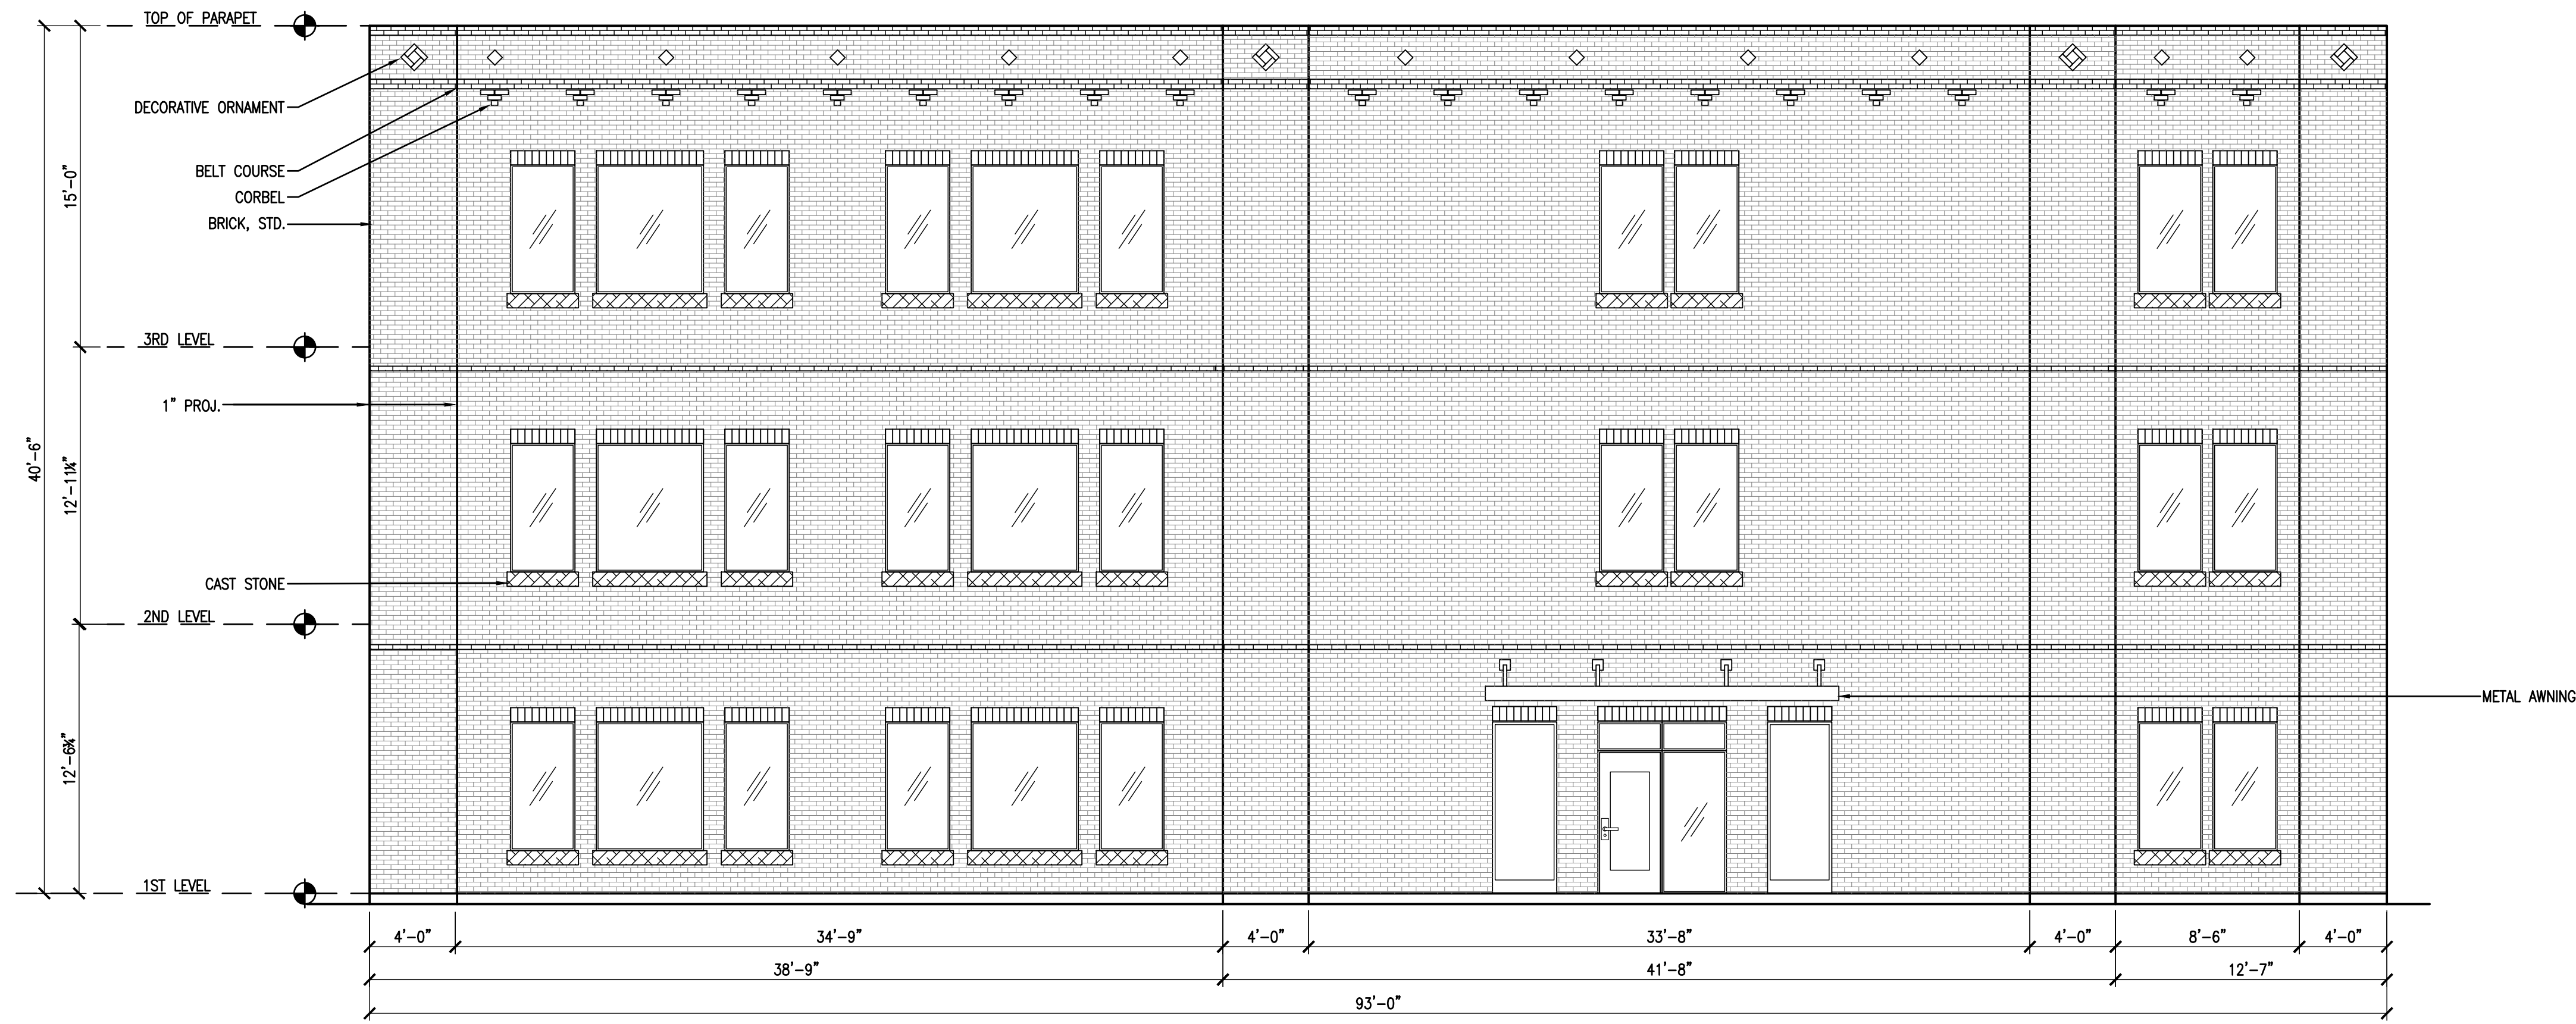 TOP OF PARAPET
DECORATIVE ORNAMENT
BELT COURSE
CORBEL
BRICK, STD.
15'-0"
3RD LEVEL
1" PROJ.
40'-6"
12'-11¼"
CAST STONE
2ND LEVEL
METAL AWNING
12'-6¾"
1ST LEVEL
4'-0" 34'-9" 4'-0" 33'-8" 4'-0" 8'-6" 4'-0"
38'-9" 41'-8" 12'-7"
93'-0"